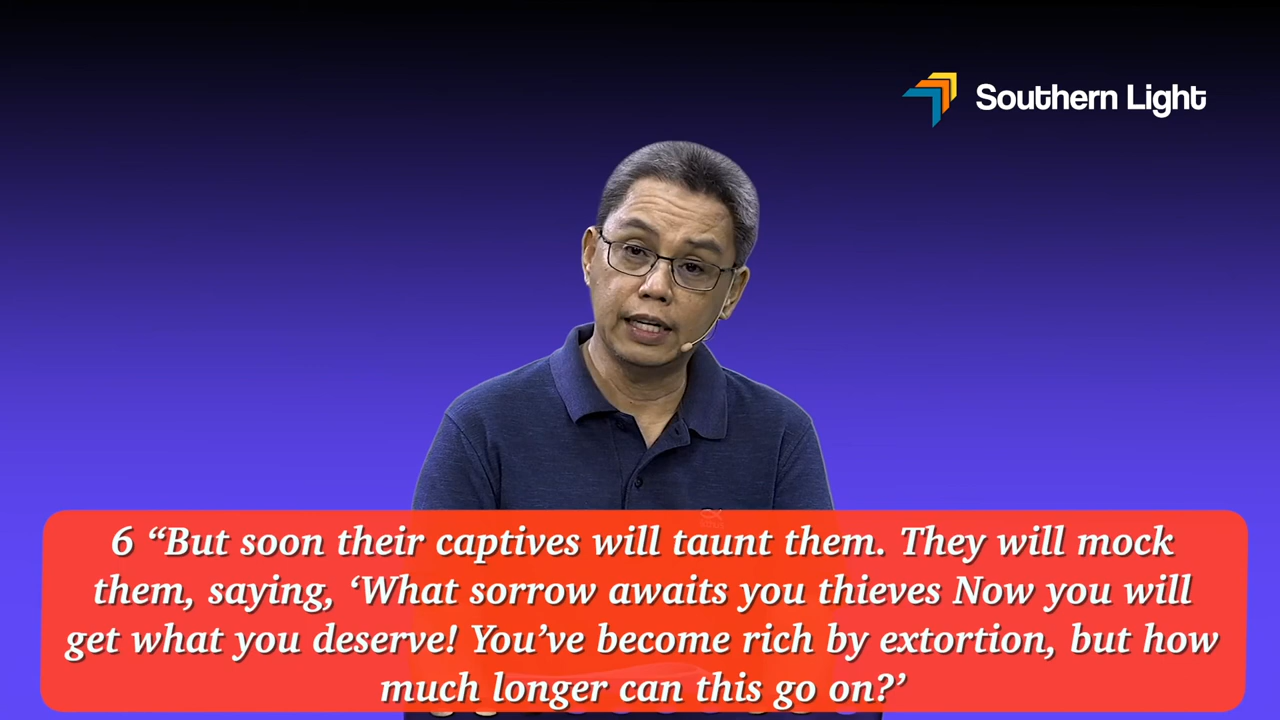 Southern Light
6 “But soon their captives will taunt them. They will mock
them, saying, ‘What sorrow awaits you thieves Now you will
get what you deserve! You’ve become rich by extortion, but how
much longer can this go on?’